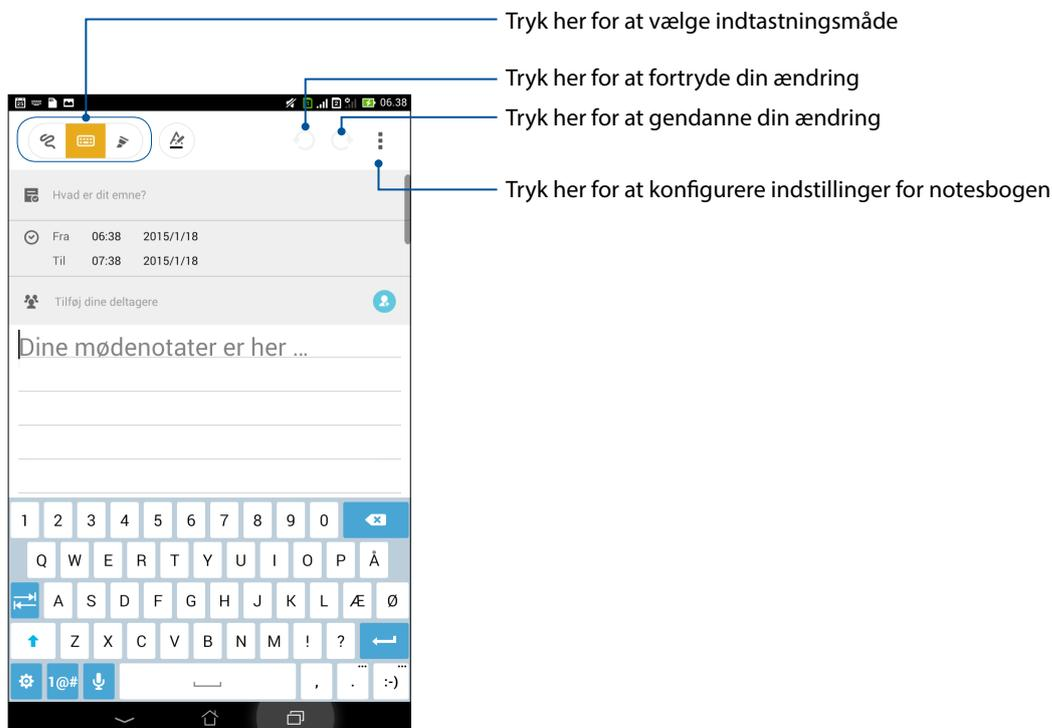 Tryk her for at vælge indtastningsmåde
Tryk her for at fortryde din ændring
Tryk her for at gendanne din ændring
Tryk her for at konfigurere indstillinger for notesbogen
06.38
Hvad er dit emne?
Fra 06:38 2015/1/18
Til 07:38 2015/1/18
Tilføj dine deltagere
Dine mødenotater er her ...
1 2 3 4 5 6 7 8 9 0
Q W E R T Y U I O P Å
A S D F G H J K L Æ Ø
Z X C V B N M ! ?
1@# , . :-)